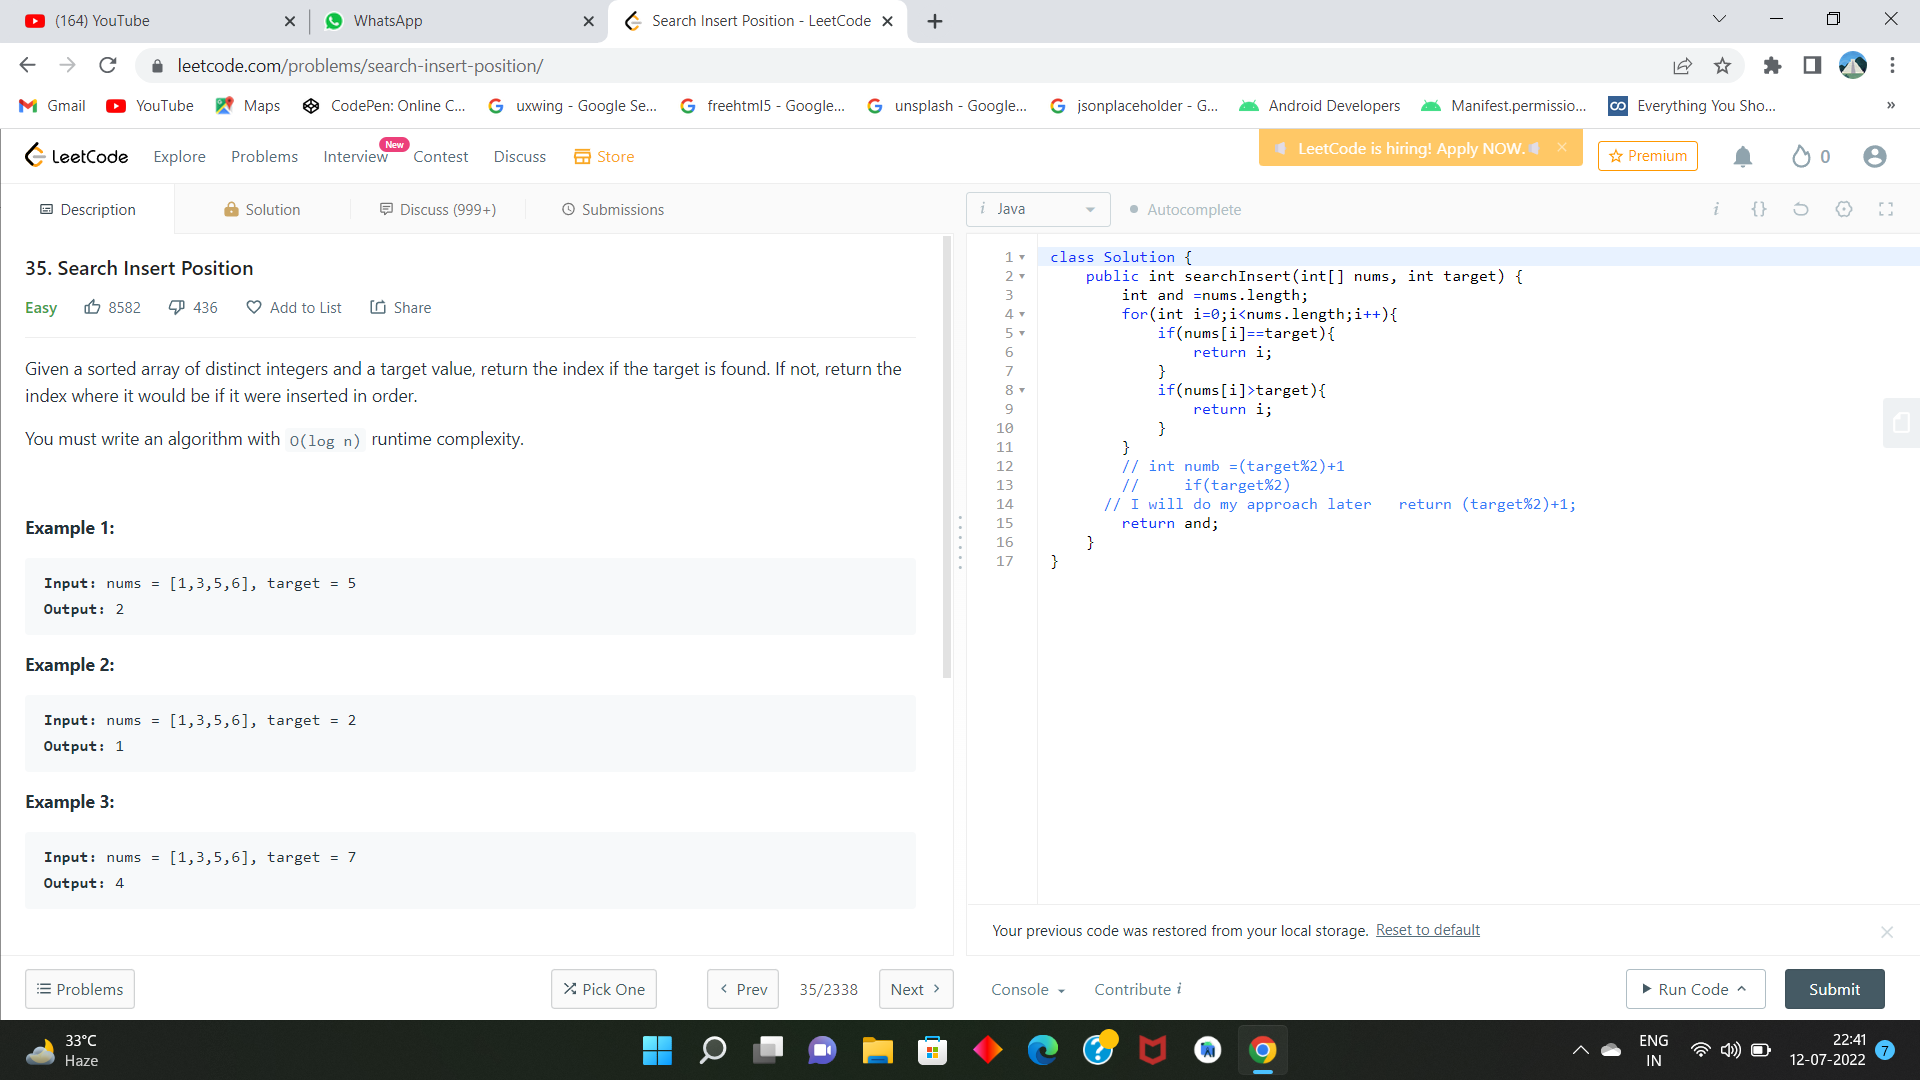 (164) YouTube
WhatsApp
Search Insert Position - LeetCode
leetcode.com/problems/search-insert-position/
Gmail YouTube Maps CodePen: Online C... uxwing - Google Se... freehtml5 - Google... unsplash - Google... jsonplaceholder - G... Android Developers Manifest.permissio... Everything You Sho... »
LeetCode Explore Problems Interview New Contest Discuss Store
LeetCode is hiring! Apply NOW.
Premium
0
Description Solution Discuss (999+) Submissions
i Java Autocomplete
35. Search Insert Position
Easy 8582 436 Add to List Share
Given a sorted array of distinct integers and a target value, return the index if the target is found. If not, return the
index where it would be if it were inserted in order.
You must write an algorithm with O(log n) runtime complexity.
Example 1:
Input: nums = [1,3,5,6], target = 5
Output: 2
Example 2:
Input: nums = [1,3,5,6], target = 2
Output: 1
Example 3:
Input: nums = [1,3,5,6], target = 7
Output: 4
1 class Solution {
2 public int searchInsert(int[] nums, int target) {
3 int and =nums.length;
4 for(int i=0;i<nums.length;i++){
5 if(nums[i]==target){
6 return i;
7 }
8 if(nums[i]>target){
9 return i;
10 }
11 }
12 // int numb =(target%2)+1
13 // if(target%2)
14 // I will do my approach later return (target%2)+1;
15 return and;
16 }
17 }
Your previous code was restored from your local storage. Reset to default
Problems Pick One Prev 35/2338 Next Console Contribute i Run Code Submit
33°C
Haze
ENG
IN
22:41
12-07-2022
7